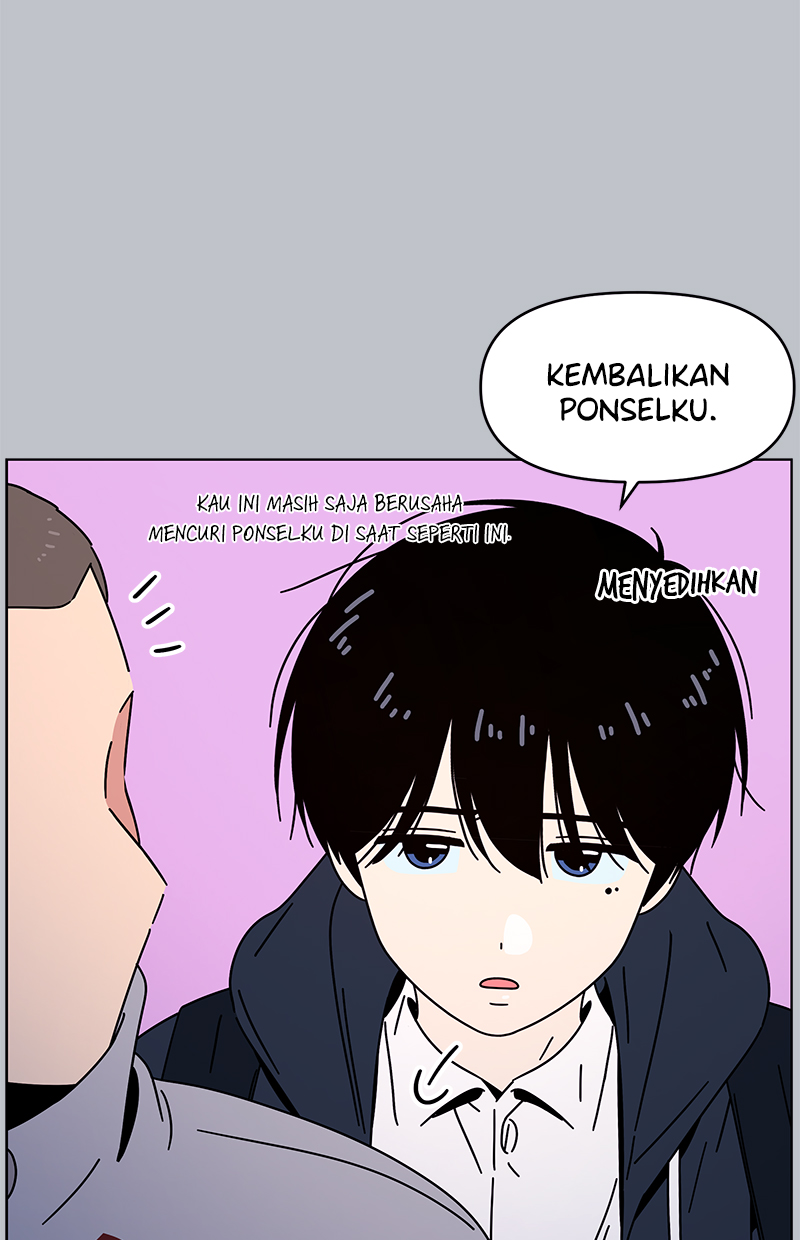 KEMBALIKAN
PONSELKU.
KAU INI MASIH SAJA BERUSAHA
MENCURI PONSELKU DI SAAT SEPERTI INI.
MENYEDIHKAN